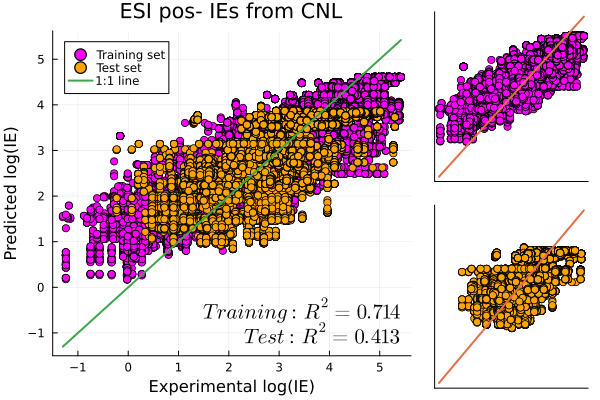 ESI pos- IEs from CNL
Training set
Test set
1:1 line
5
4
3
2
1
0
−1
Predicted log(IE)
Training: R² = 0.714
Test: R² = 0.413
−1 0 1 2 3 4 5
Experimental log(IE)